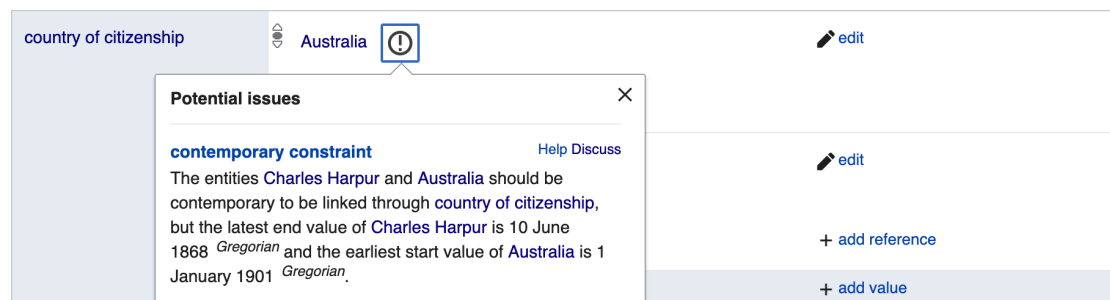 country of citizenship
Australia
edit
Potential issues
contemporary constraint
Help Discuss
The entities Charles Harpur and Australia should be
contemporary to be linked through country of citizenship,
but the latest end value of Charles Harpur is 10 June
1868 Gregorian and the earliest start value of Australia is 1
January 1901 Gregorian.
edit
+ add reference
+ add value